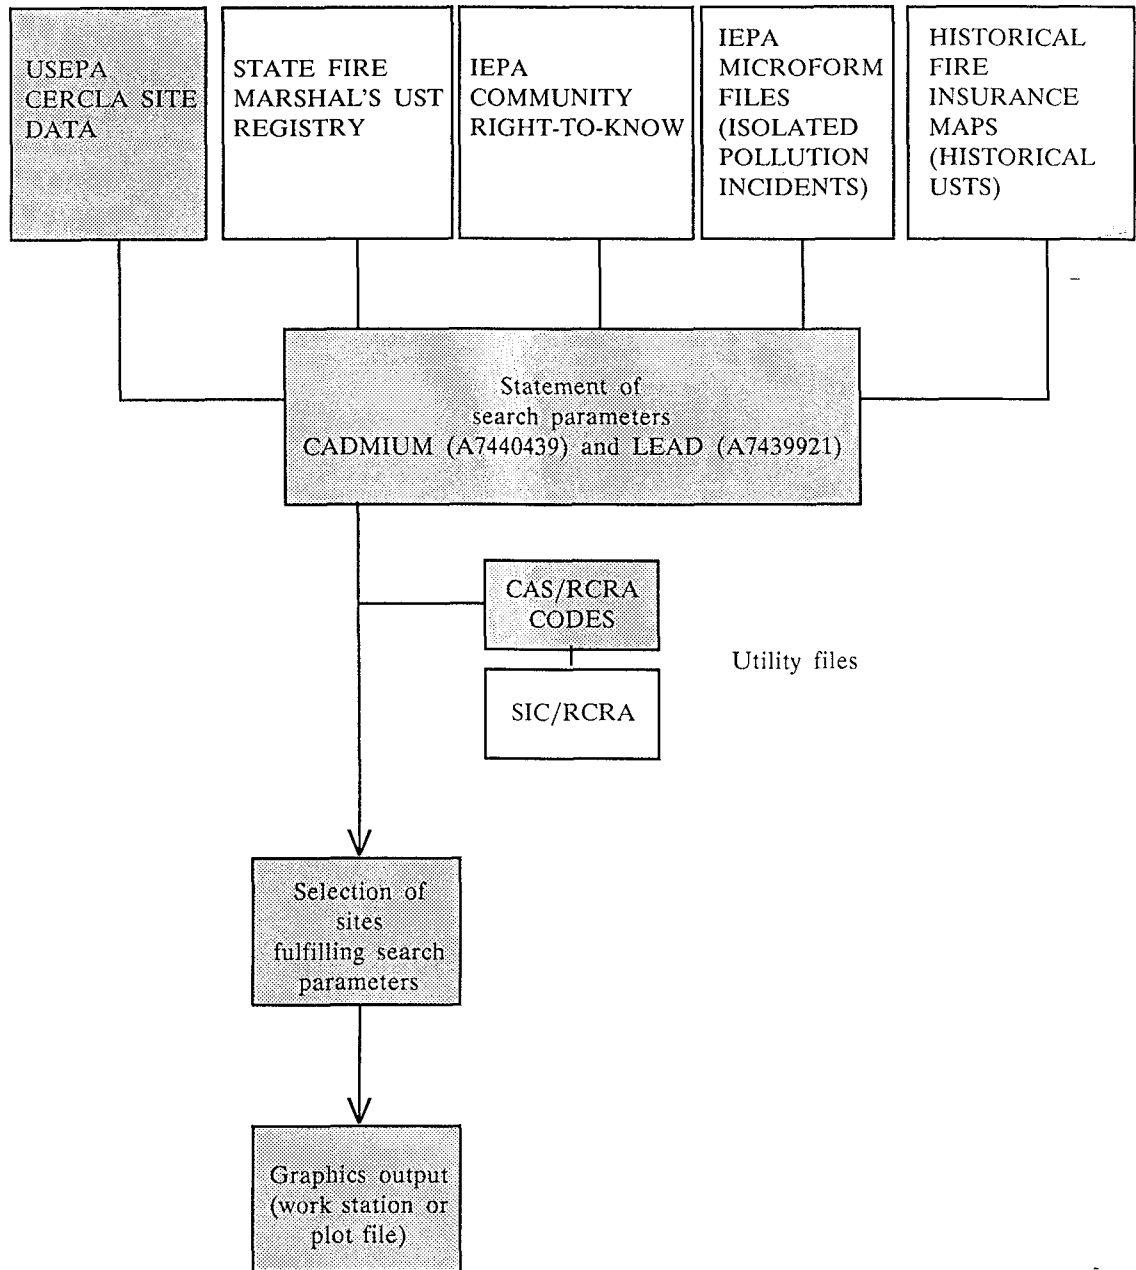 USEPA
CERCLA SITE
DATA
STATE FIRE
MARSHAL'S UST
REGISTRY
IEPA
COMMUNITY
RIGHT-TO-KNOW
IEPA
MICROFORM
FILES
(ISOLATED
POLLUTION
INCIDENTS)
HISTORICAL
FIRE
INSURANCE
MAPS
(HISTORICAL
USTS)
Statement of
search parameters
CADMIUM (A7440439) and LEAD (A7439921)
CAS/RCRA
CODES
Utility files
SIC/RCRA
Selection of
sites
fulfilling search
parameters
Graphics output
(work station or
plot file)